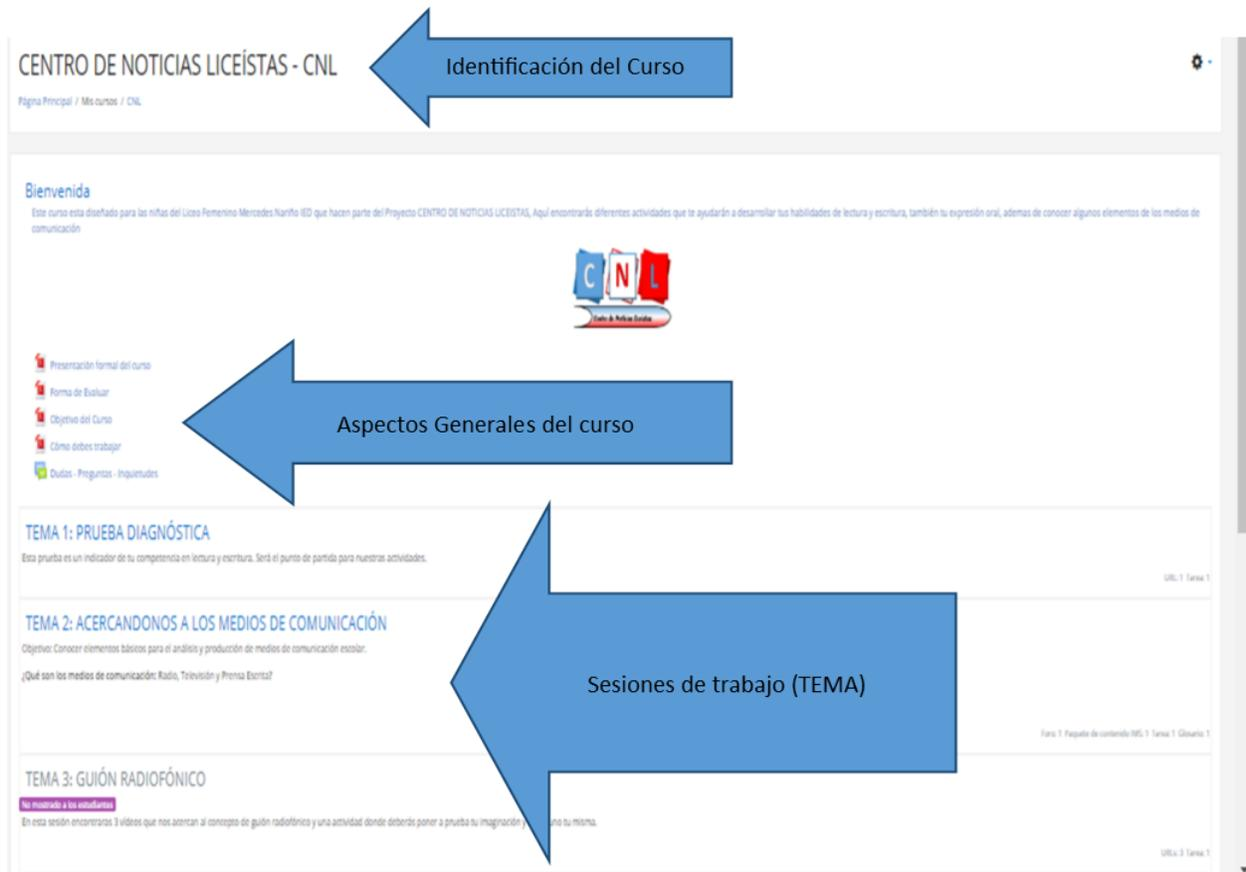 CENTRO DE NOTICIAS LICEÍSTAS - CNL
Identificación del Curso
Página Principal / Mis cursos / CNL
Bienvenida
Este curso esta diseñado para las niñas del Liceo Femenino Mercedes Nariño IED que hacen parte del Proyecto CENTRO DE NOTICIAS LICEISTAS, Aquí encontrarás diferentes actividades que te ayudarán a desarrollar tus habilidades de lectura y escritura, también tu expresión oral, ademas de conocer algunos elementos de los medios de
comunicación
C N L
Centro de Noticias Liceístas
Presentación formal del curso
Forma de Evaluar
Objetivo del Curso
Cómo debes trabajar
Dudas - Preguntas - Inquietudes
Aspectos Generales del curso
TEMA 1: PRUEBA DIAGNÓSTICA
Esta prueba es un indicador de tu competencia en lectura y escritura. Será el punto de partida para nuestras actividades.
URL: 1 Tarea: 1
TEMA 2: ACERCANDONOS A LOS MEDIOS DE COMUNICACIÓN
Objetivo: Conocer elementos básicos para el análisis y producción de medios de comunicación escolar.
¿Qué son los medios de comunicación: Radio, Televisión y Prensa Escrita?
Sesiones de trabajo (TEMA)
Foro: 1 Paquete de contenido IMS: 1 Tarea: 1 Glosario: 1
TEMA 3: GUIÓN RADIOFÓNICO
No mostrado a los estudiantes
En esta sesión encontraras 3 vídeos que nos acercan al concepto de guión radiofónico y una actividad donde deberás poner a prueba tu imaginación y uno tu misma.
URLs: 3 Tarea: 1